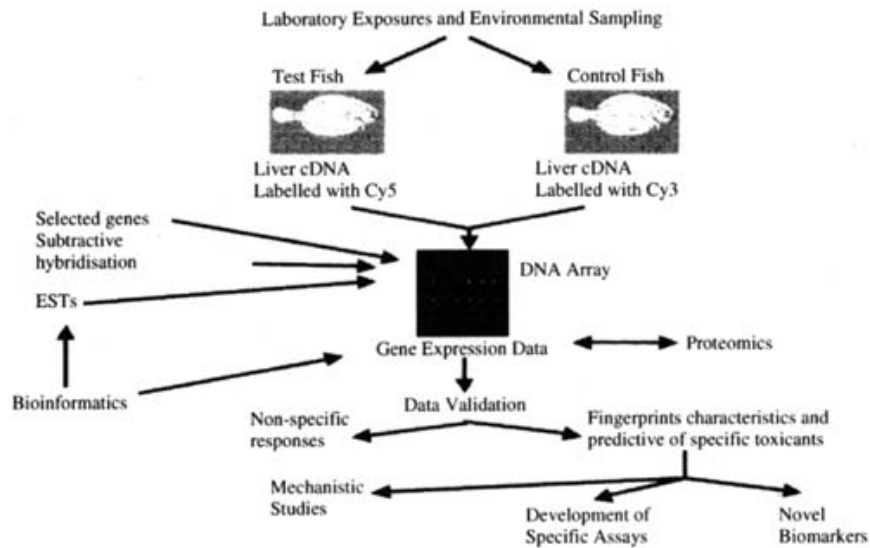 Laboratory Exposures and Environmental Sampling
Test Fish
Control Fish
Liver cDNA
Labelled with Cy5
Liver cDNA
Labelled with Cy3
Selected genes
Subtractive
hybridisation
DNA Array
ESTs
Gene Expression Data
Proteomics
Bioinformatics
Data Validation
Non-specific
responses
Fingerprints characteristics and
predictive of specific toxicants
Mechanistic
Studies
Development of
Specific Assays
Novel
Biomarkers